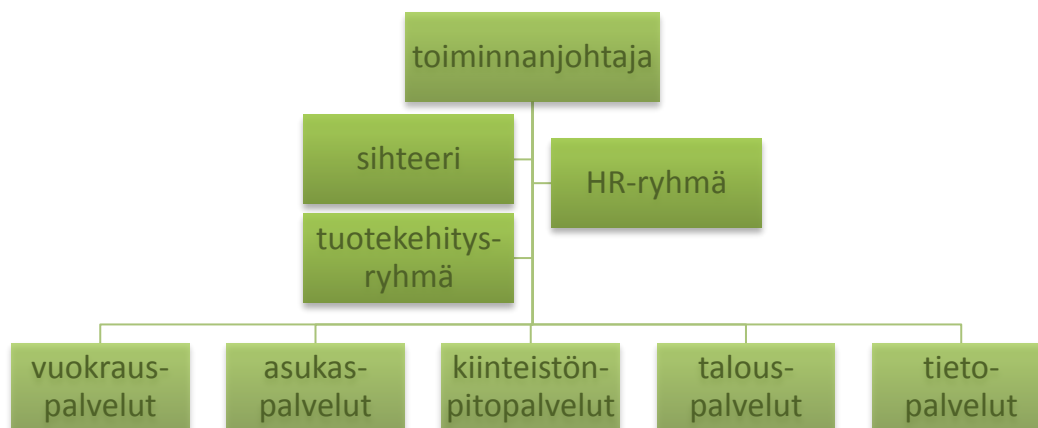 toiminnanjohtaja
sihteeri
HR-ryhmä
tuotekehitys-
ryhmä
vuokraus-
palvelut
asukas-
palvelut
kiinteistön-
pitopalvelut
talous-
palvelut
tieto-
palvelut